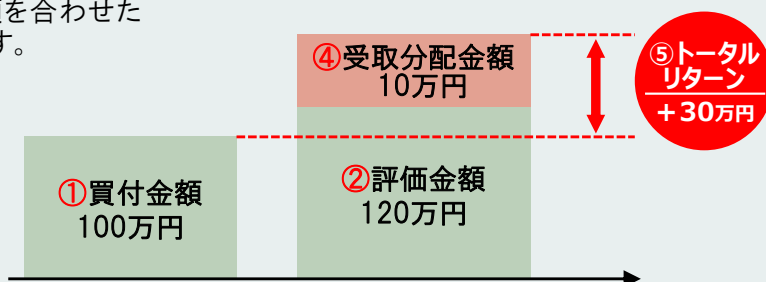 を合わせた
す。
④受取分配金額
10万円
⑤トータル
リターン
+30万円
①買付金額
100万円
②評価金額
120万円